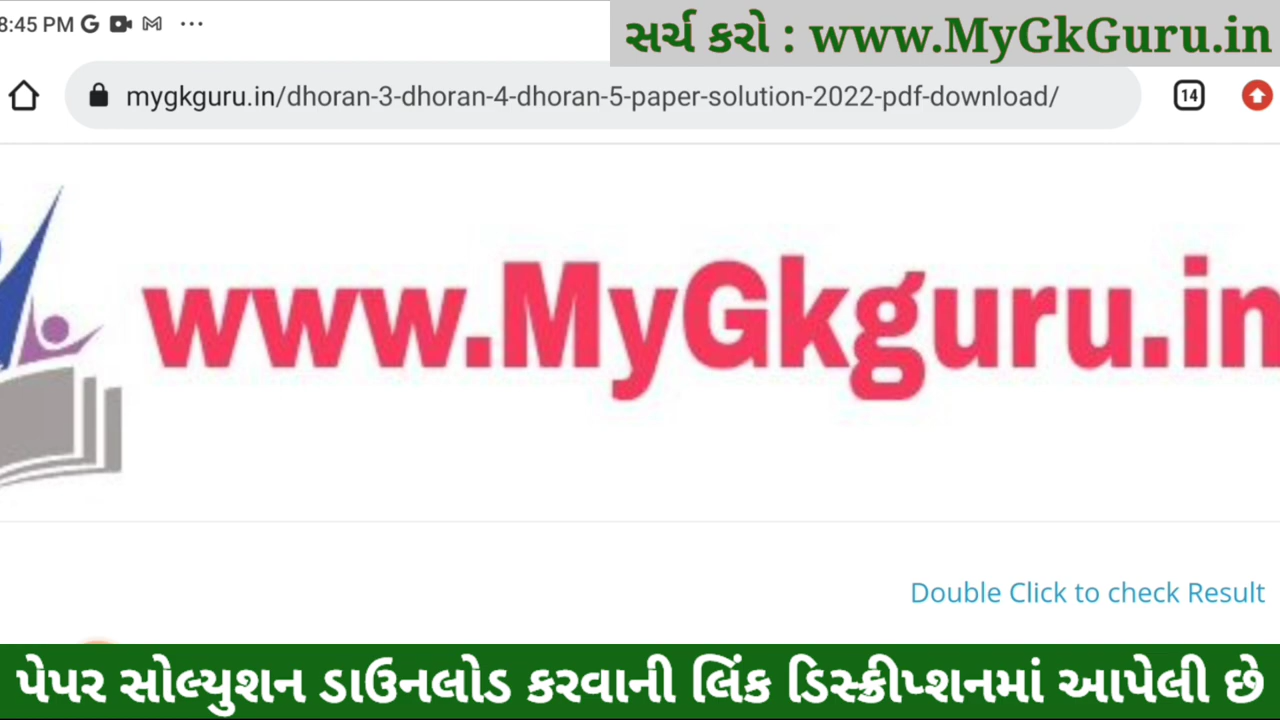 8:45 PM
સર્ચ કરો : www.MyGkGuru.in
mygkguru.in/dhoran-3-dhoran-4-dhoran-5-paper-solution-2022-pdf-download/
14
www.MyGkguru.in
Double Click to check Result
પેપર સોલ્યુશન ડાઉનલોડ કરવાની લિંક ડિસ્ક્રીપ્શનમાં આપેલી છે